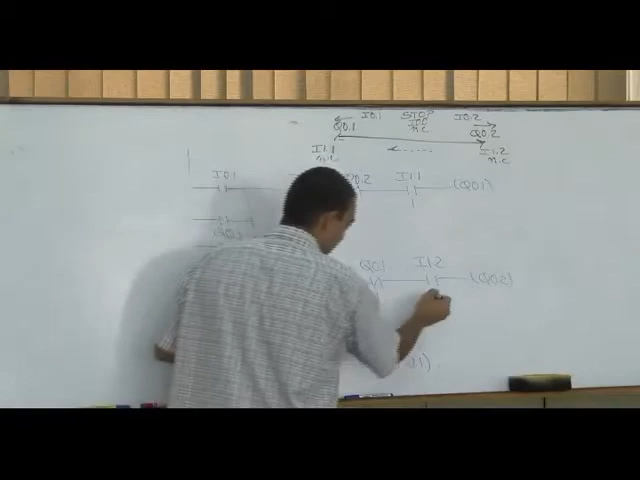 I0.1 STOP I0.2
I0.0
Q0.1 n.c Q0.2
I1.1 I1.2
n.c n.c
I0.1 Q0.2 I1.1 (Q0.1)
Q0.1
Q0.1 I1.2 (Q0.2)